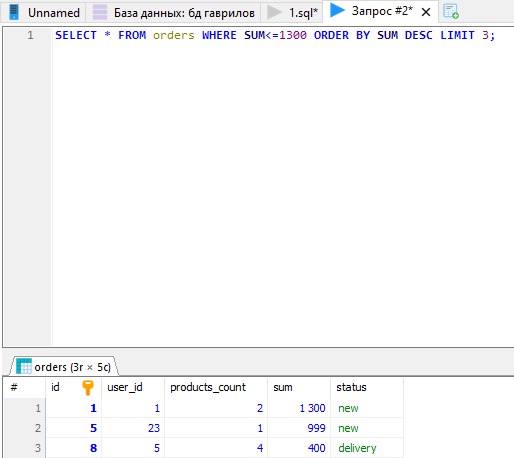 Unnamed База данных: бд гаврилов 1.sql* Запрос #2*
1 SELECT * FROM orders WHERE SUM<=1300 ORDER BY SUM DESC LIMIT 3;
orders (3r × 5c)
# id user_id products_count sum status
1 1 1 2 1 300 new
2 5 23 1 999 new
3 8 5 4 400 delivery